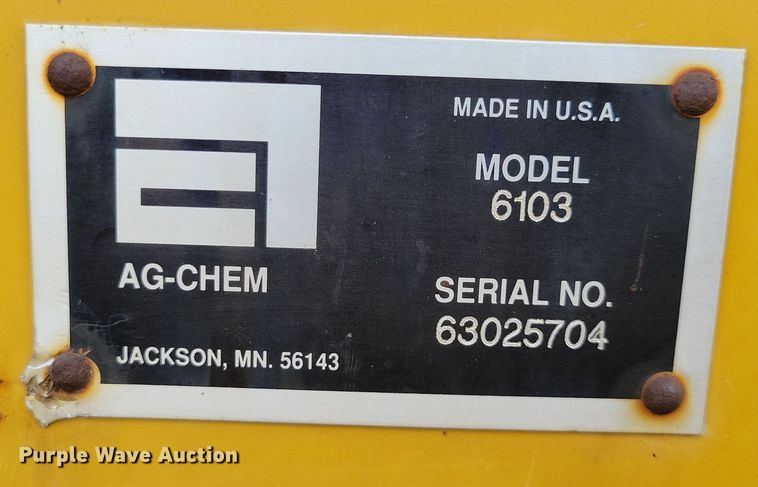 MADE IN U.S.A.
MODEL
6103
AG-CHEM
SERIAL NO.
63025704
JACKSON, MN. 56143
Purple Wave Auction